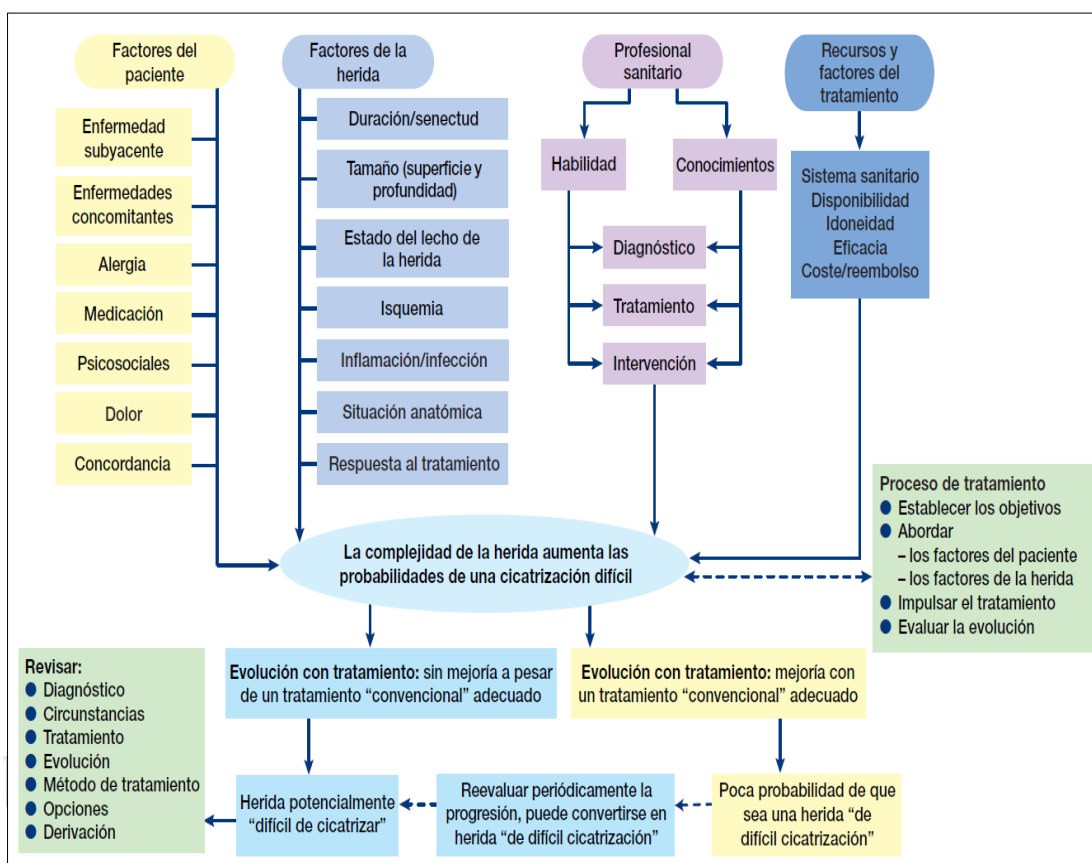 Factores del
paciente
Enfermedad
subyacente
Enfermedades
concomitantes
Alergia
Medicación
Psicosociales
Dolor
Concordancia
Factores de la
herida
Duración/senectud
Tamaño (superficie y
profundidad)
Estado del lecho de
la herida
Isquemia
Inflamación/infección
Situación anatómica
Respuesta al tratamiento
Profesional
sanitario
Habilidad
Conocimientos
Diagnóstico
Tratamiento
Intervención
Recursos y
factores del
tratamiento
Sistema sanitario
Disponibilidad
Idoneidad
Eficacia
Coste/reembolso
La complejidad de la herida aumenta las
probabilidades de una cicatrización difícil
Proceso de tratamiento
● Establecer los objetivos
● Abordar
– los factores del paciente
– los factores de la herida
● Impulsar el tratamiento
● Evaluar la evolución
Evolución con tratamiento: sin mejoría a pesar
de un tratamiento “convencional” adecuado
Evolución con tratamiento: mejoría con
un tratamiento “convencional” adecuado
Revisar:
● Diagnóstico
● Circunstancias
● Tratamiento
● Evolución
● Método de tratamiento
● Opciones
● Derivación
Herida potencialmente
“difícil de cicatrizar”
Reevaluar periódicamente la
progresión, puede convertirse en
herida “de difícil cicatrización”
Poca probabilidad de que
sea una herida “de
difícil cicatrización”